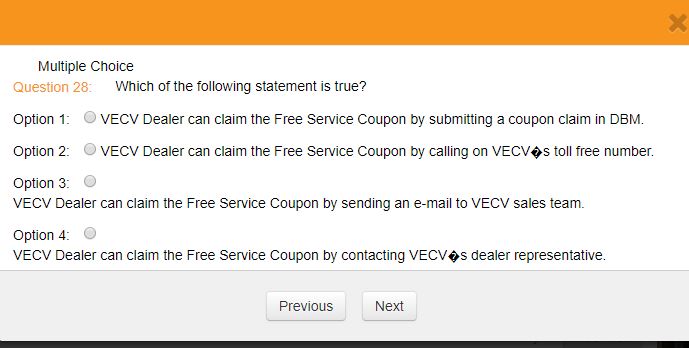 Multiple Choice
Question 28: Which of the following statement is true?
Option 1: VECV Dealer can claim the Free Service Coupon by submitting a coupon claim in DBM.
Option 2: VECV Dealer can claim the Free Service Coupon by calling on VECV�s toll free number.
Option 3:
VECV Dealer can claim the Free Service Coupon by sending an e-mail to VECV sales team.
Option 4:
VECV Dealer can claim the Free Service Coupon by contacting VECV�s dealer representative.
Previous Next